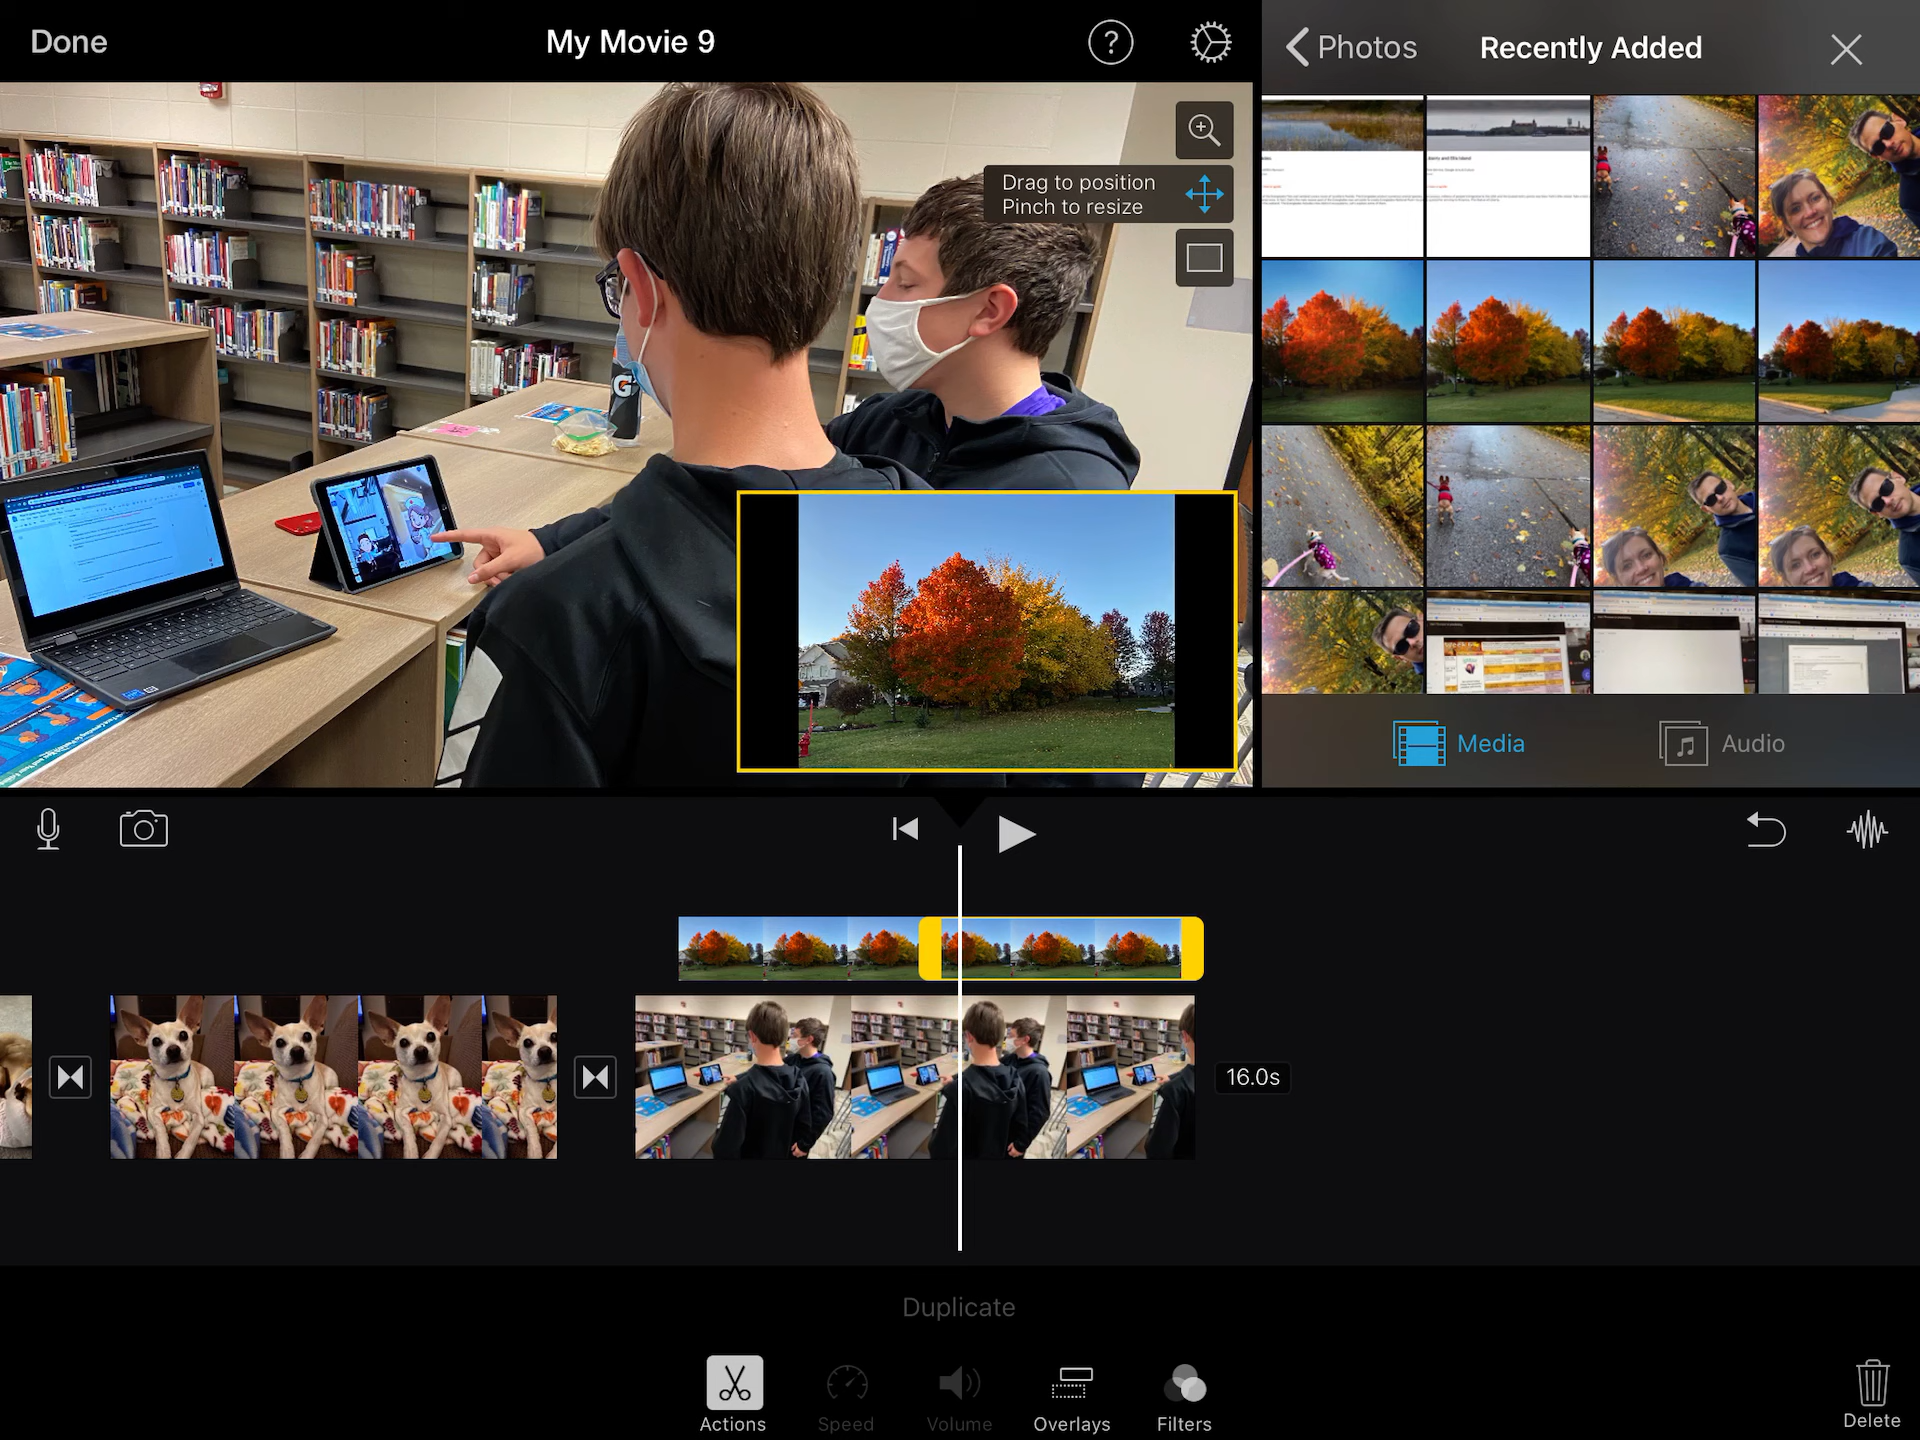 Done
My Movie 9
?
Photos
Recently Added
Drag to position
Pinch to resize
G
Media
Audio
16.0s
Duplicate
Actions
Speed
Volume
Overlays
Filters
Delete